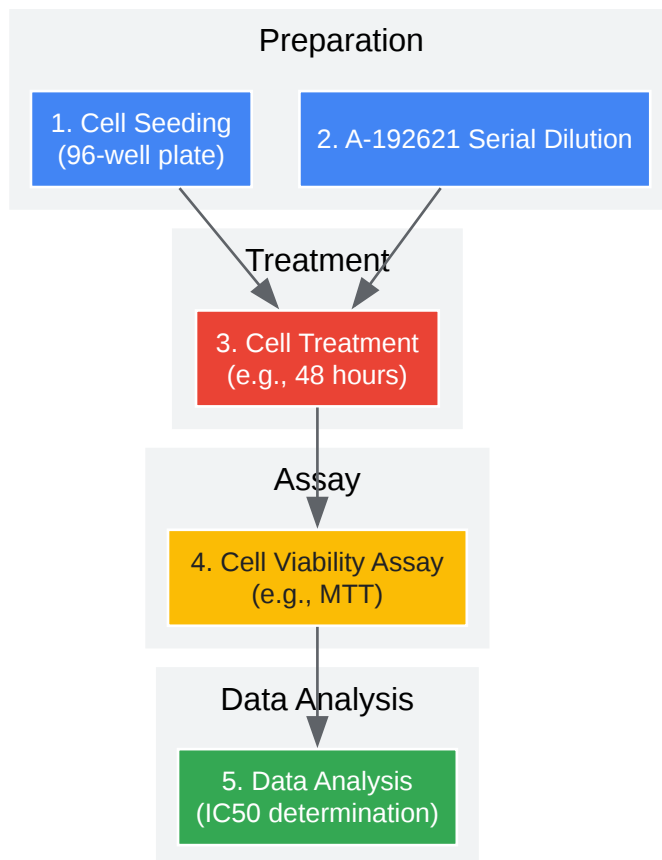 Preparation
1. Cell Seeding
(96-well plate)
2. A-192621 Serial Dilution
Treatment
3. Cell Treatment
(e.g., 48 hours)
Assay
4. Cell Viability Assay
(e.g., MTT)
Data Analysis
5. Data Analysis
(IC50 determination)